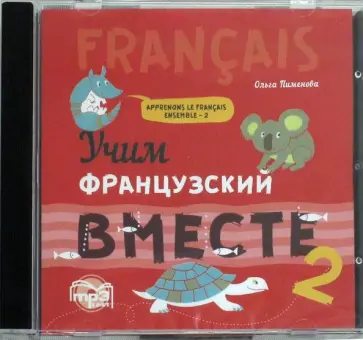 FRANÇAIS
Ольга Пименова
APPRENONS LE FRANÇAIS
ENSEMBLE - 2
Учим
ФРАНЦУЗСКИЙ
ВМЕСТЕ
2
mp3